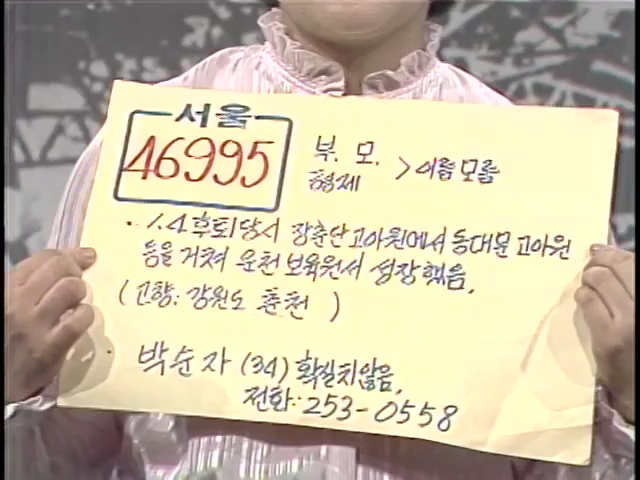 서울
46995
부. 모.
형제 > 이름모름
· 1.4 후퇴당시 장춘단고아원에서 동대문 고아원
등을 거쳐 운천보육원서 성장했음.
(고향: 강원도 춘천 )
박순자 (34) 확실치않음.
전화: 253-0558